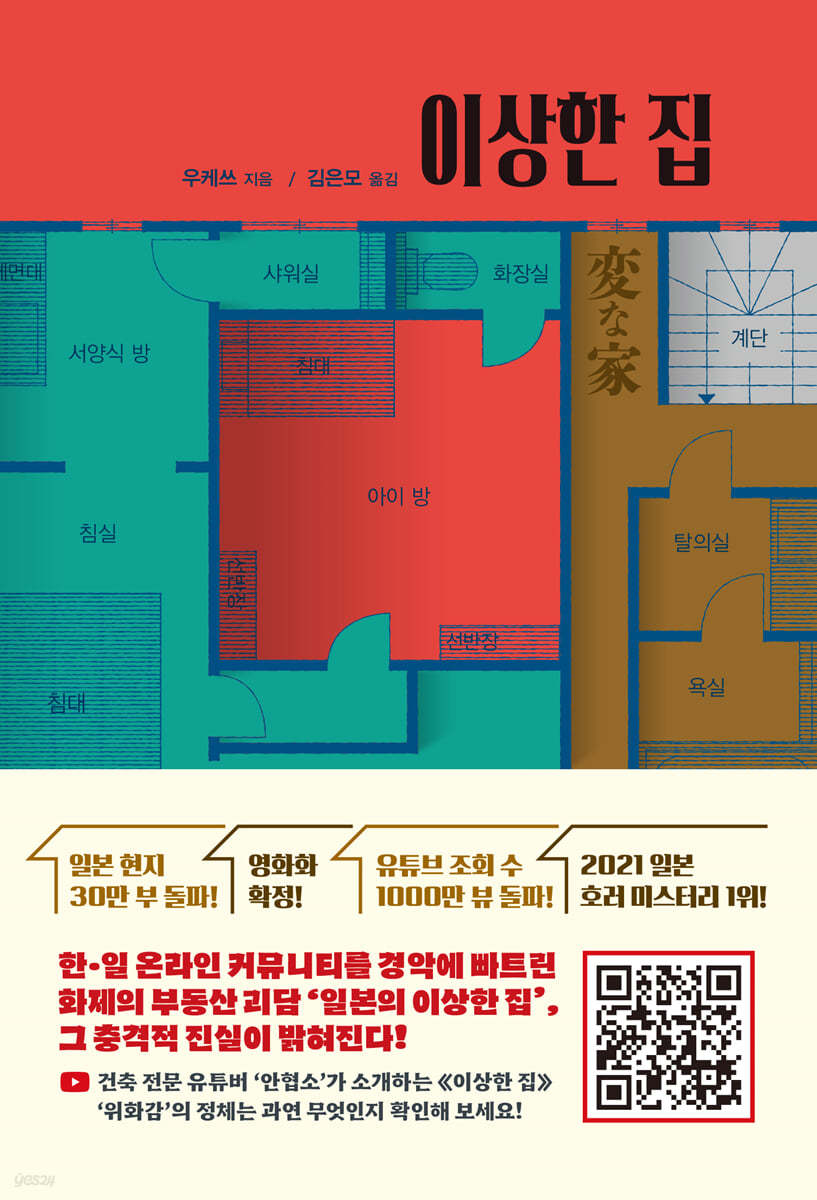 이상한 집
우케쓰 지음 / 김은모 옮김
変な家
세면대
샤워실
화장실
계단
서양식 방
침대
아이 방
침실
탈의실
선반장
선반장
욕실
침대
일본 현지
30만 부 돌파!
영화화
확정!
유튜브 조회 수
1000만 뷰 돌파!
2021 일본
호러 미스터리 1위!
한·일 온라인 커뮤니티를 경악에 빠트린
화제의 부동산 괴담 ‘일본의 이상한 집’,
그 충격적 진실이 밝혀진다!
건축 전문 유튜버 ‘안협소’가 소개하는 《이상한 집》
‘위화감’의 정체는 과연 무엇인지 확인해 보세요!
yes24